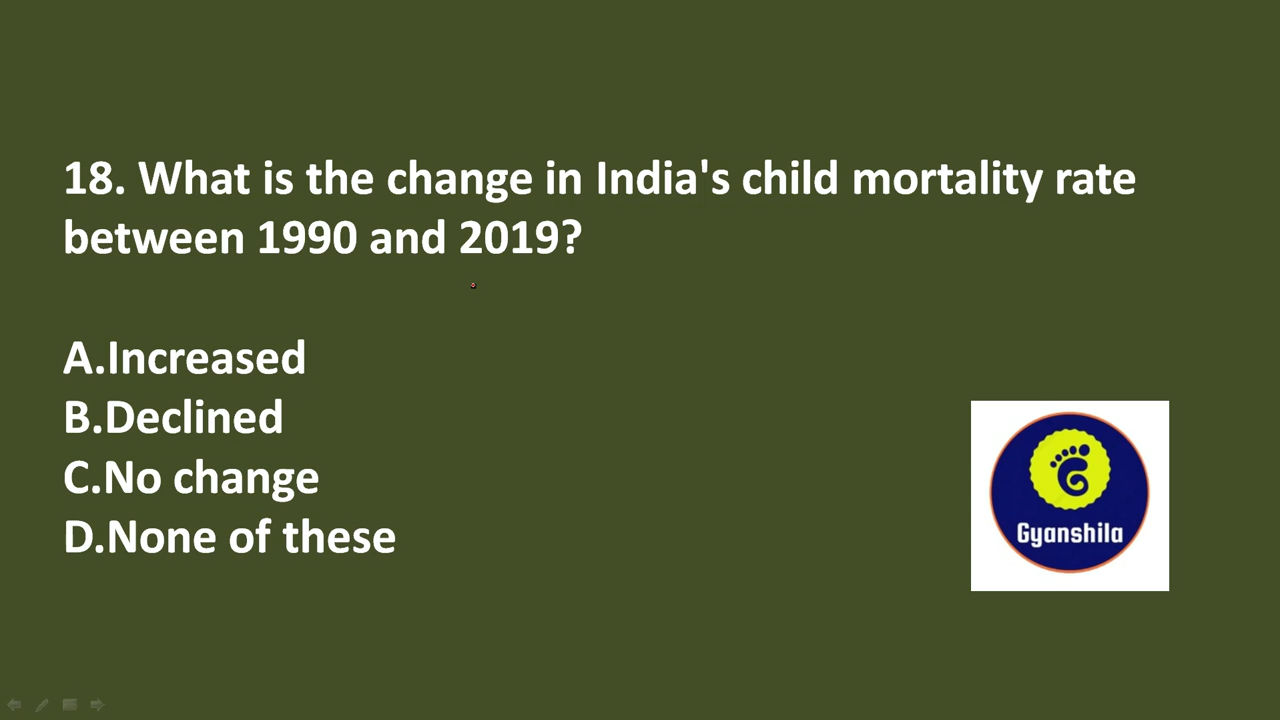 18. What is the change in India's child mortality rate
between 1990 and 2019?
A.Increased
B.Declined
C.No change
D.None of these
Gyanshila